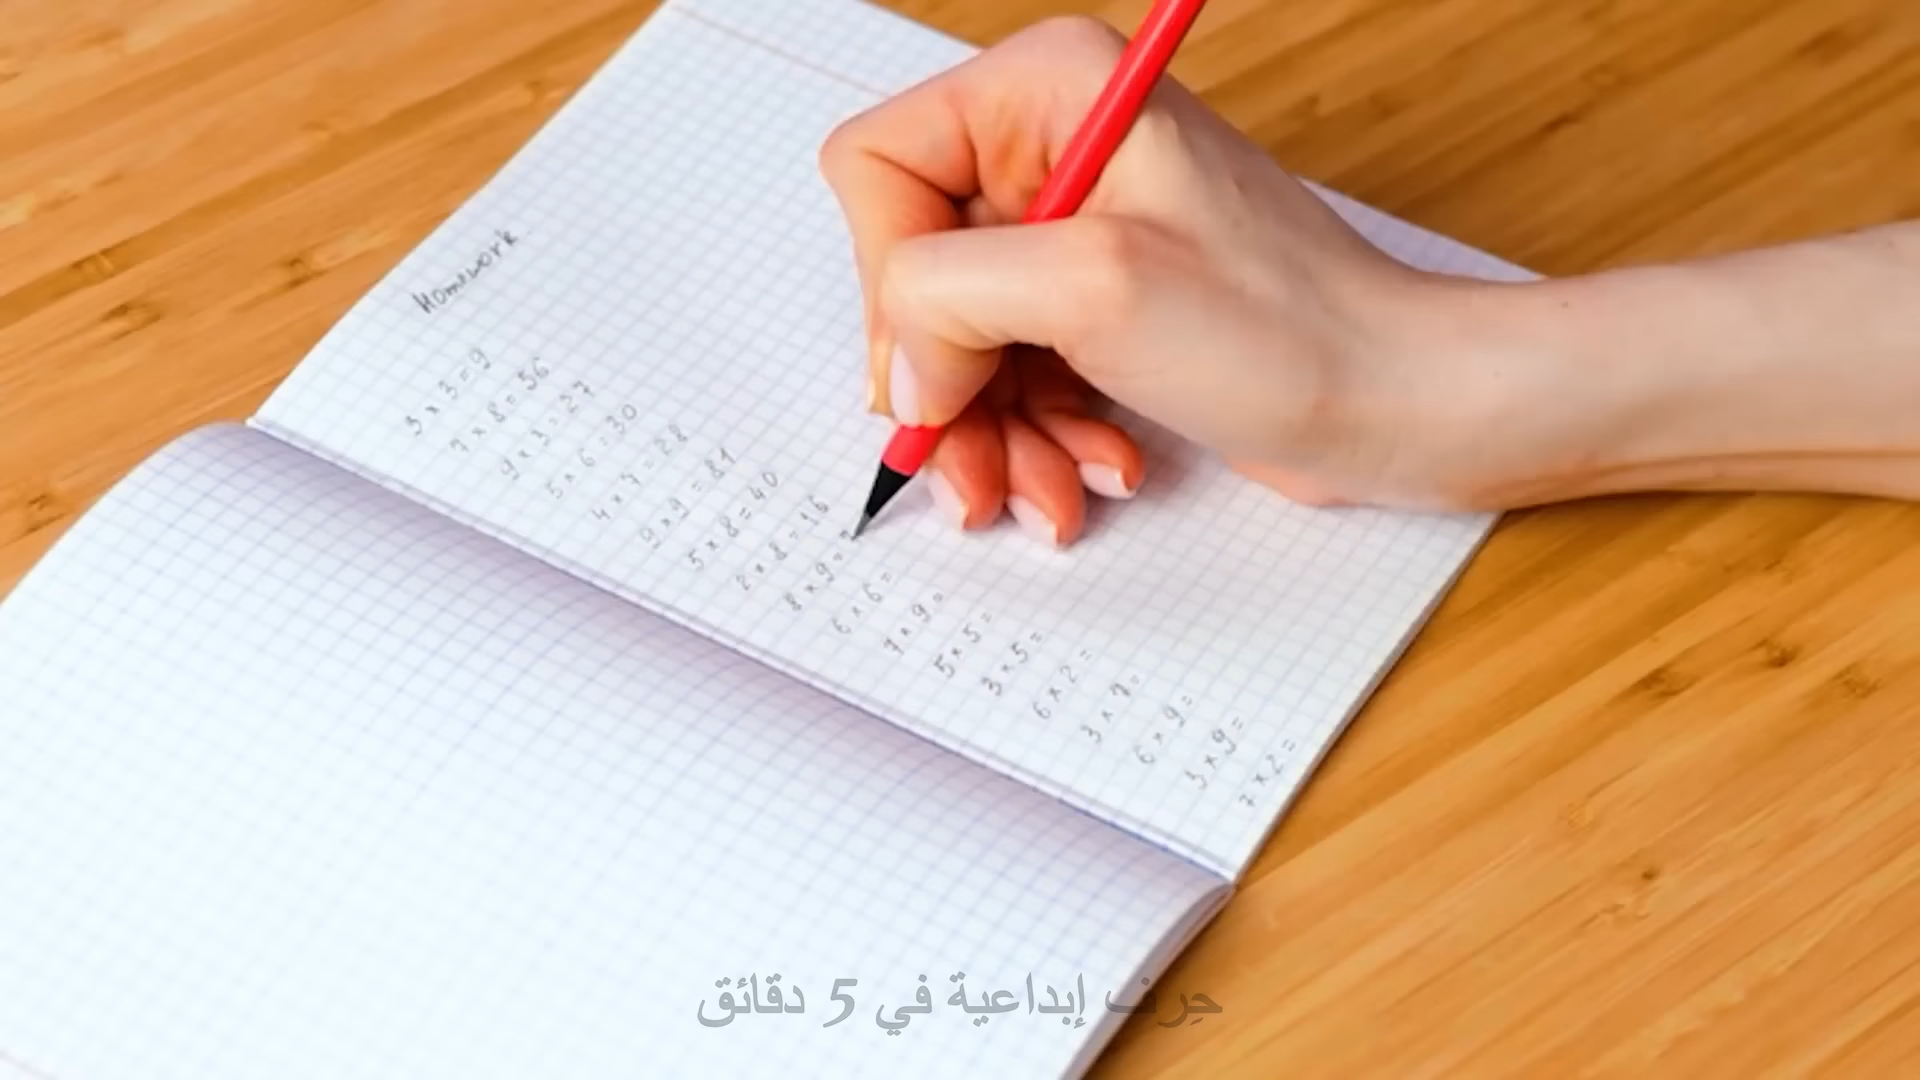 Homework
3 x 3 = 9
7 x 8 = 56
9 x 3 = 27
5 x 6 = 30
4 x 7 = 28
9 x 9 = 81
5 x 8 = 40
2 x 8 = 16
8 x 9 = 7
6 x 6 =
7 x 9 =
5 x 5 =
3 x 5 =
6 x 2 =
3 x 7 =
6 x 9 =
3 x 9 =
7 x 2 =
حِرف إبداعية في 5 دقائق